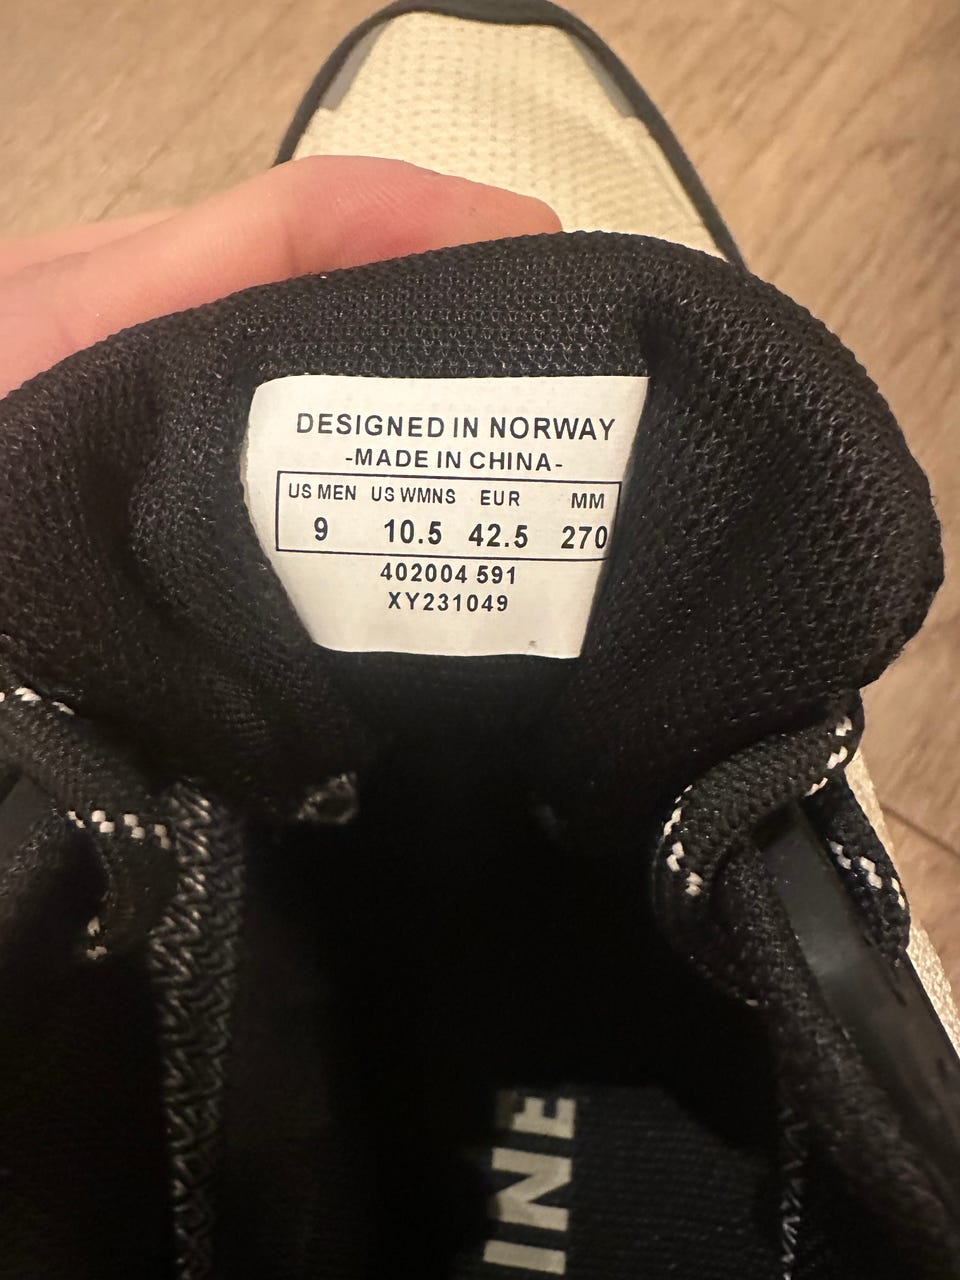 DESIGNED IN NORWAY
-MADE IN CHINA-
US MEN US WMNS EUR MM
9 10.5 42.5 270
402004 591
XY231049
INE